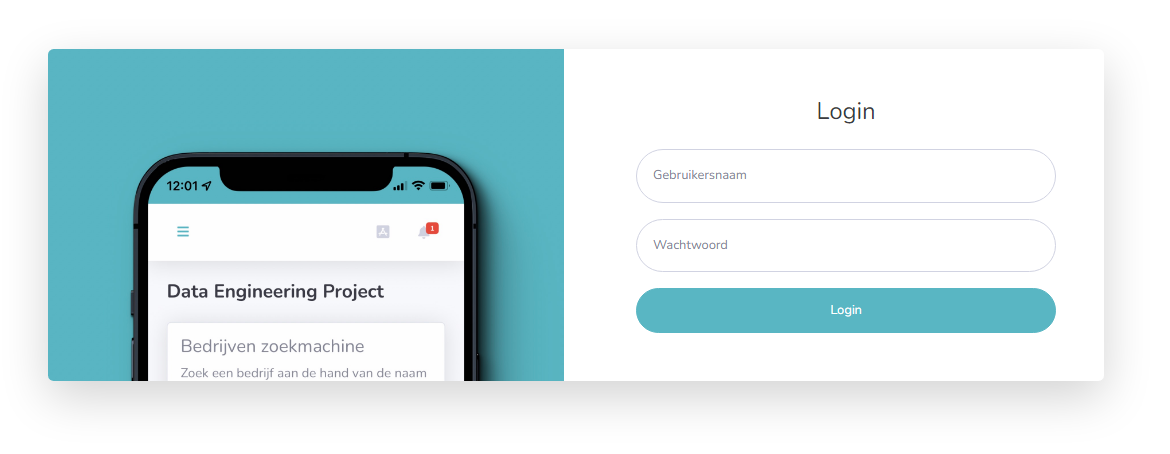 12:01
1
Data Engineering Project
Bedrijven zoekmachine
Zoek een bedrijf aan de hand van de naam
Login
Gebruikersnaam
Wachtwoord
Login